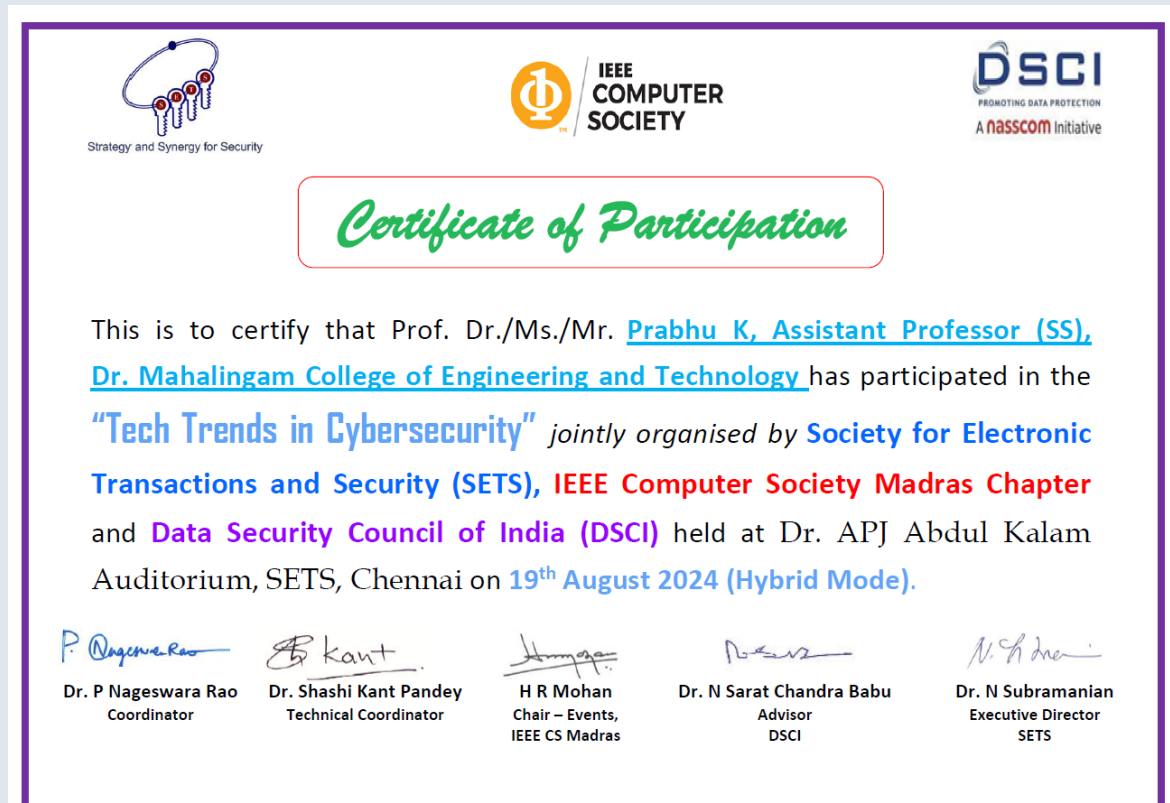 SETS
Strategy and Synergy for Security
IEEE
COMPUTER
SOCIETY
TM
DSCI
PROMOTING DATA PROTECTION
A nasscom Initiative
Certificate of Participation
This is to certify that Prof. Dr./Ms./Mr. Prabhu K, Assistant Professor (SS),
Dr. Mahalingam College of Engineering and Technology has participated in the
“Tech Trends in Cybersecurity” jointly organised by Society for Electronic
Transactions and Security (SETS), IEEE Computer Society Madras Chapter
and Data Security Council of India (DSCI) held at Dr. APJ Abdul Kalam
Auditorium, SETS, Chennai on 19th August 2024 (Hybrid Mode).
P. Nageswara Rao
Kant
Dr. P Nageswara Rao
Coordinator
Dr. Shashi Kant Pandey
Technical Coordinator
H R Mohan
Chair – Events,
IEEE CS Madras
Dr. N Sarat Chandra Babu
Advisor
DSCI
Dr. N Subramanian
Executive Director
SETS